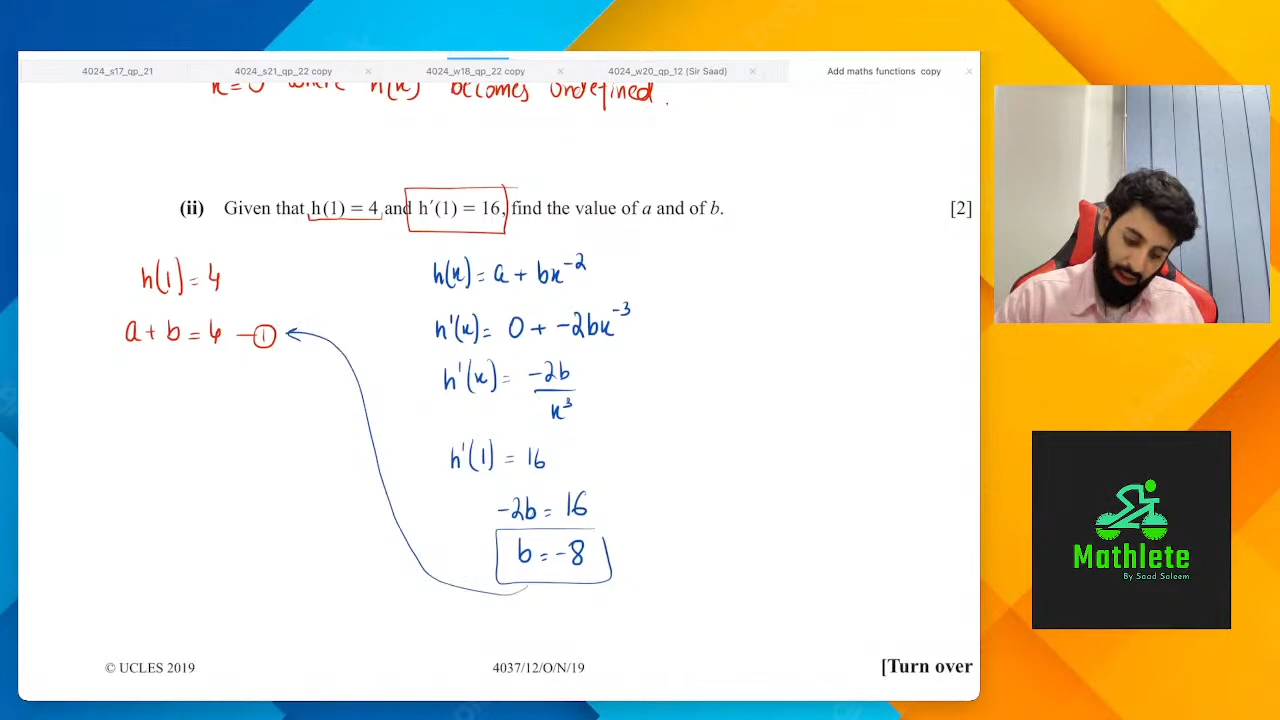 4024_s17_qp_21
4024_s21_qp_22 copy
4024_w18_qp_22 copy
4024_w20_qp_12 (Sir Saad)
Add maths functions copy
where h(x) becomes undefined.
(ii) Given that h(1) = 4 and h′(1) = 16, find the value of a and of b. [2]
h(1) = 4
a + b = 4 —①
h(x) = a + bx⁻²
h'(x) = 0 + -2bx⁻³
h'(x) = -2b
x³
h'(1) = 16
-2b = 16
b = -8
© UCLES 2019
4037/12/O/N/19
[Turn over
Mathlete
By Saad Saleem